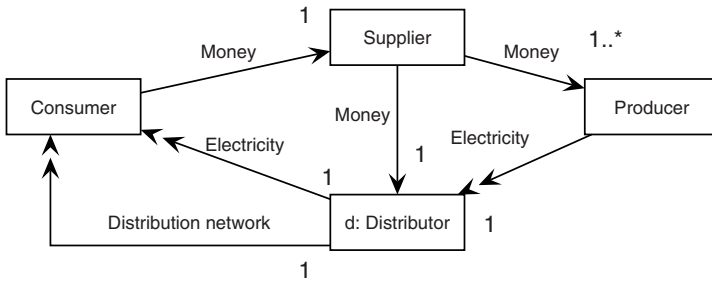 1
Supplier
1..*
Money
Money
Consumer
Producer
Money
Electricity
Electricity
1
1
Distribution network
d: Distributor
1
1